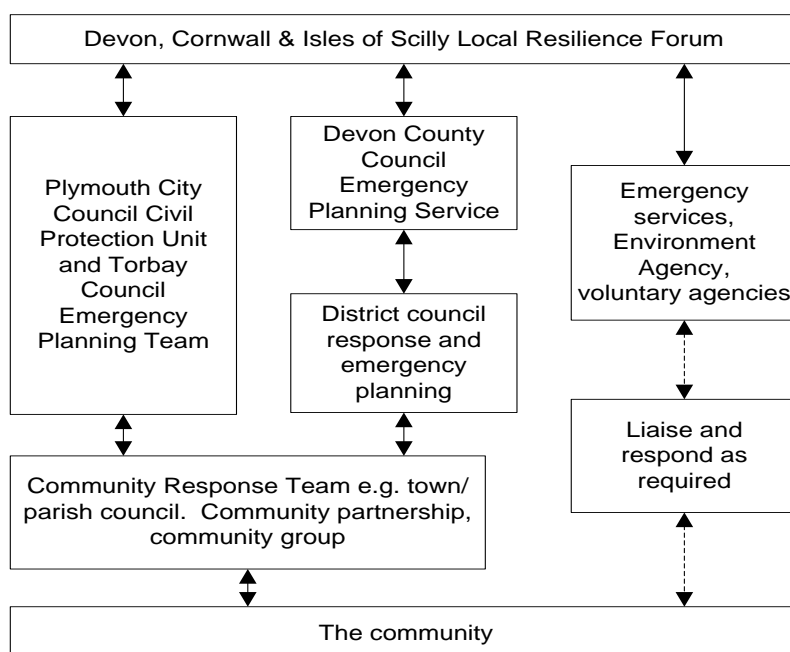 Devon, Cornwall & Isles of Scilly Local Resilience Forum
Plymouth City
Council Civil
Protection Unit
and Torbay
Council
Emergency
Planning Team
Devon County
Council
Emergency
Planning Service
District council
response and
emergency
planning
Emergency
services,
Environment
Agency,
voluntary agencies
Liaise and
respond as
required
Community Response Team e.g. town/
parish council.  Community partnership,
community group
The community